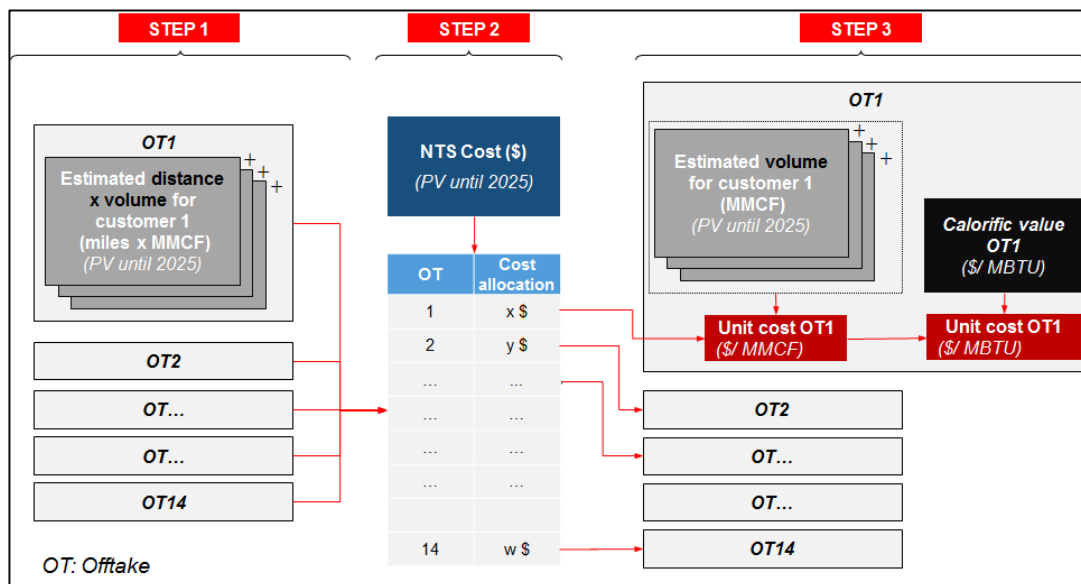 STEP 1
STEP 2
STEP 3
OT1
+
+
+
Estimated distance
x volume for
customer 1
(miles x MMCF)
(PV until 2025)
OT2
OT...
OT...
OT14
OT: Offtake
NTS Cost ($)
(PV until 2025)
OT Cost
allocation
1 x $
2 y $
... ...
... ...
... ...
... ...
14 w $
OT1
+
+
+
Estimated volume
for customer 1
(MMCF)
(PV until 2025)
Calorific value
OT1
($/ MBTU)
Unit cost OT1
($/ MMCF)
Unit cost OT1
($/ MBTU)
OT2
OT...
OT...
OT14